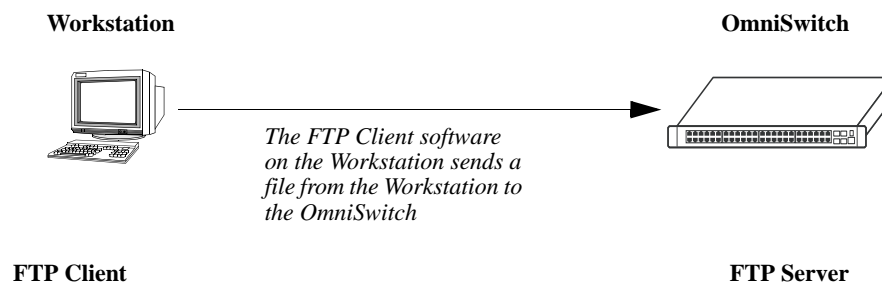 Workstation
OmniSwitch
The FTP Client software
on the Workstation sends a
file from the Workstation to
the OmniSwitch
FTP Client
FTP Server